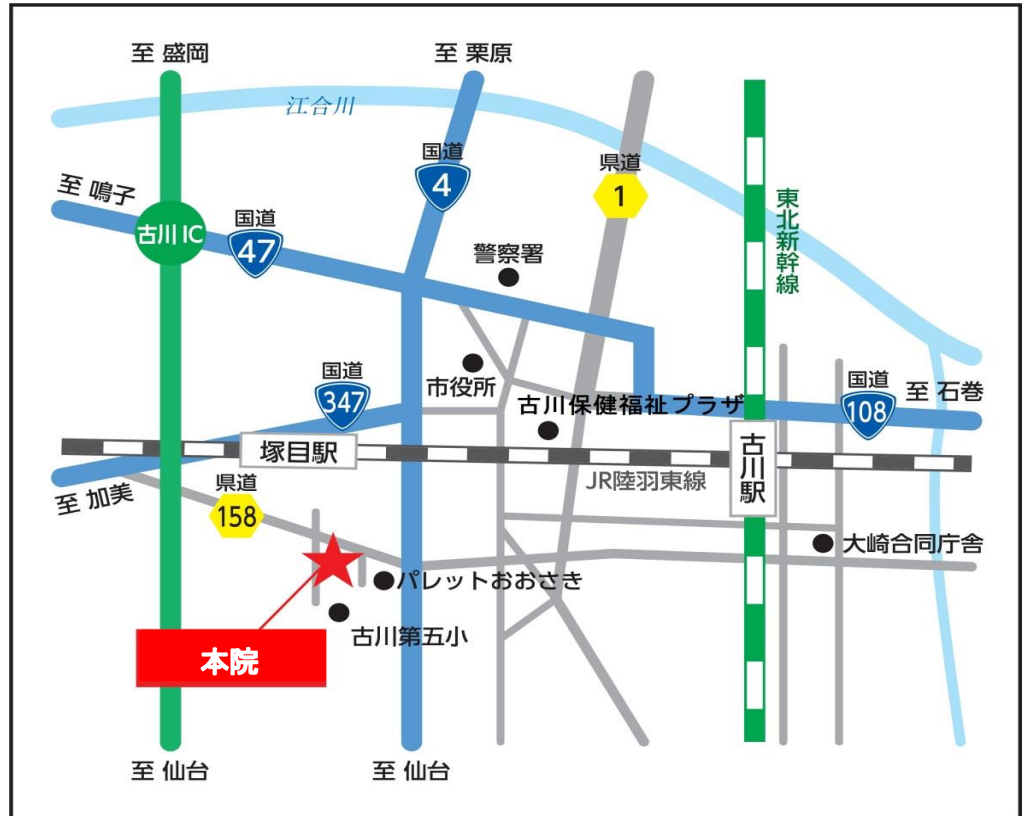 至 盛岡
至 栗原
江合川
国道
4
県道
1
至 鳴子
古川 IC
国道
47
東北新幹線
警察署
市役所
国道
347
古川保健福祉プラザ
国道
108
至 石巻
塚目駅
古川駅
JR陸羽東線
至 加美
県道
158
大崎合同庁舎
パレットおおさき
古川第五小
本院
至 仙台
至 仙台